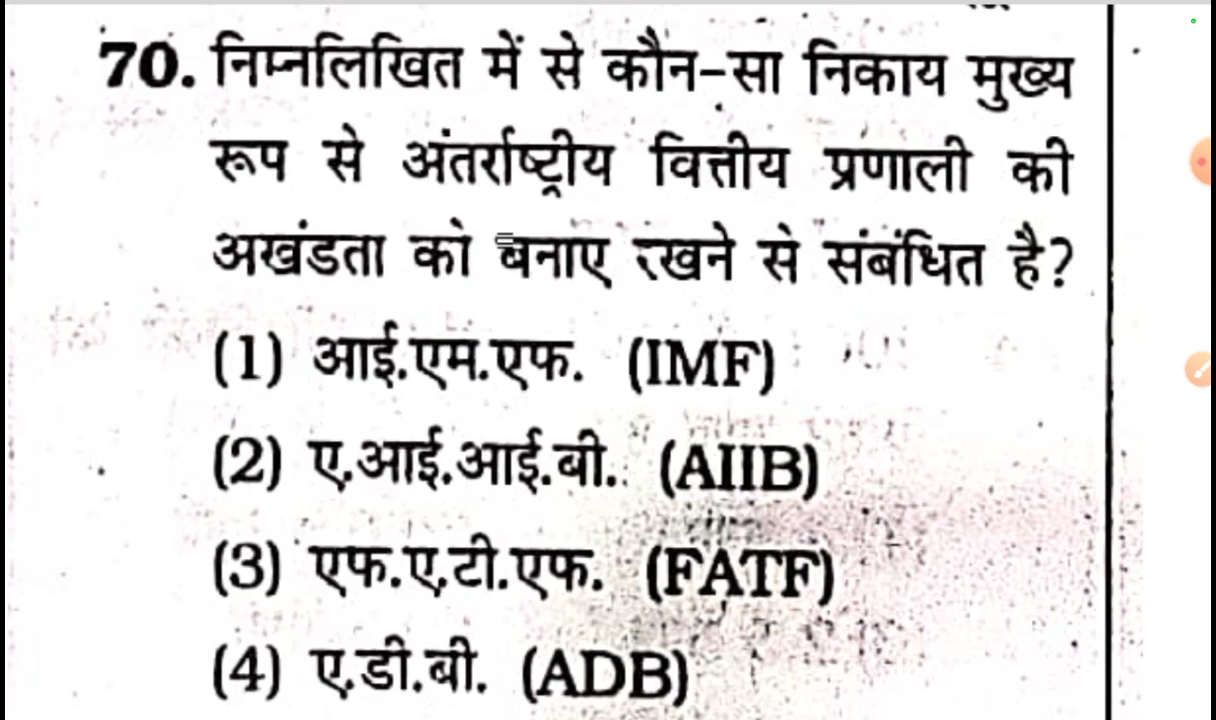 70. निम्नलिखित में से कौन-सा निकाय मुख्य
रूप से अंतर्राष्ट्रीय वित्तीय प्रणाली की
अखंडता को बनाए रखने से संबंधित है?
(1) आई.एम.एफ. (IMF)
(2) ए.आई.आई.बी. (AIIB)
(3) एफ.ए.टी.एफ. (FATF)
(4) ए.डी.बी. (ADB)